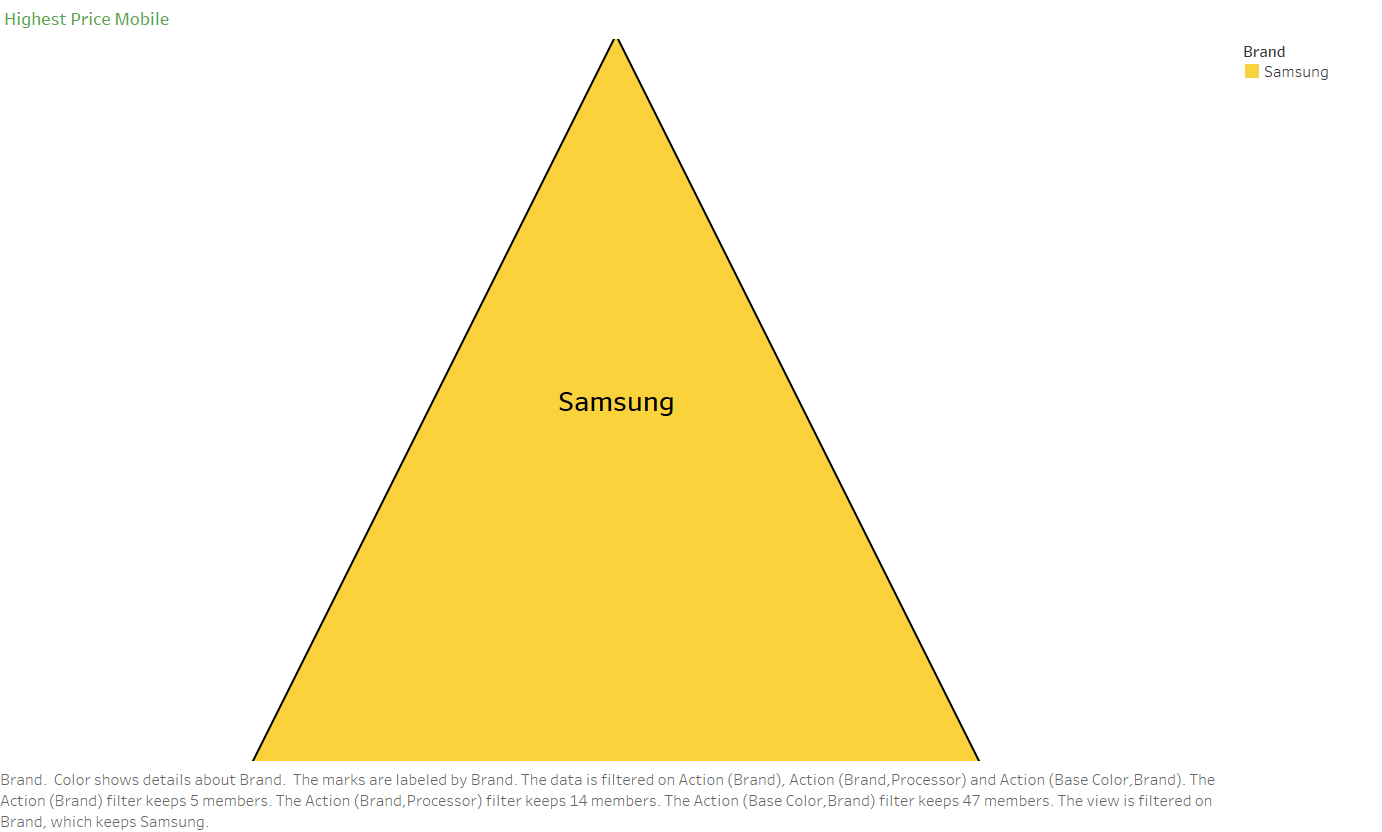 Highest Price Mobile
Brand
Samsung
Samsung
Brand.  Color shows details about Brand.  The marks are labeled by Brand. The data is filtered on Action (Brand), Action (Brand,Processor) and Action (Base Color,Brand). The
Action (Brand) filter keeps 5 members. The Action (Brand,Processor) filter keeps 14 members. The Action (Base Color,Brand) filter keeps 47 members. The view is filtered on
Brand, which keeps Samsung.